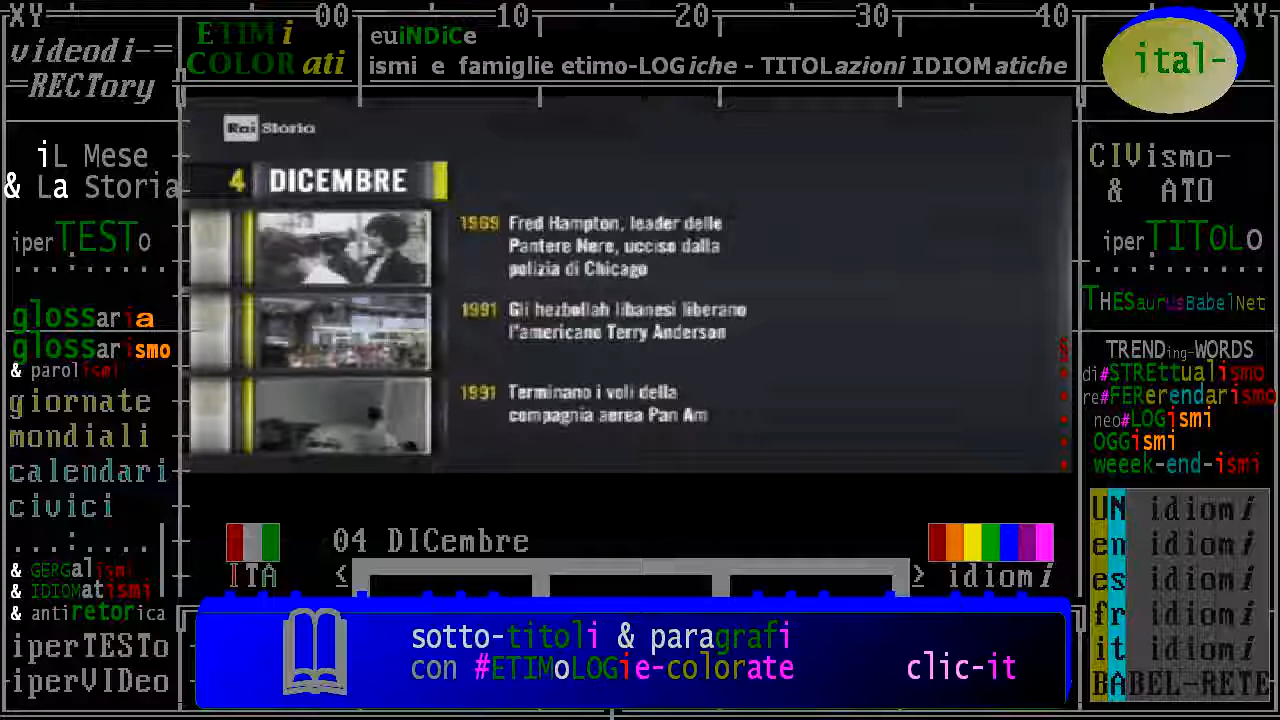 XY 00 10 20 30 40 XY
videodi-=
=RECTory
ETIMi
COLORati
euiNDiCe
ismi e famiglie etimo-LOGiche - TITOLazioni IDIOMatiche
ital-
iL Mese
& La Storia
iperTESTo
...:.....
glossaria
glossarismo
& parolismi
giornate
mondiali
calendari
civici
...:....
& GERGalismi
& IDIOMatismi
& antiretorica
iperTESTo
iperVIDeo
Rai Storia
4 DICEMBRE
1969 Fred Hampton, leader delle
Pantere Nere, ucciso dalla
polizia di Chicago
1991 Gli hezbollah libanesi liberano
l'americano Terry Anderson
1991 Terminano i voli della
compagnia aerea Pan Am
ITA
04 DICembre
< >
idiomi
sotto-titoli & paragrafi
con #ETIMoLOGie-colorate
clic-it
CIVismo-
& ATO
iperTITOLO
...:.....
THESaurusBabelNet
TRENDing-WORDS
di#STREttualismo
re#FERerendarismo
neo#LOGismi
OGGismi
weeek-end-ismi
UN idiomi
en idiomi
es idiomi
fr idiomi
it idiomi
BABEL-RETE